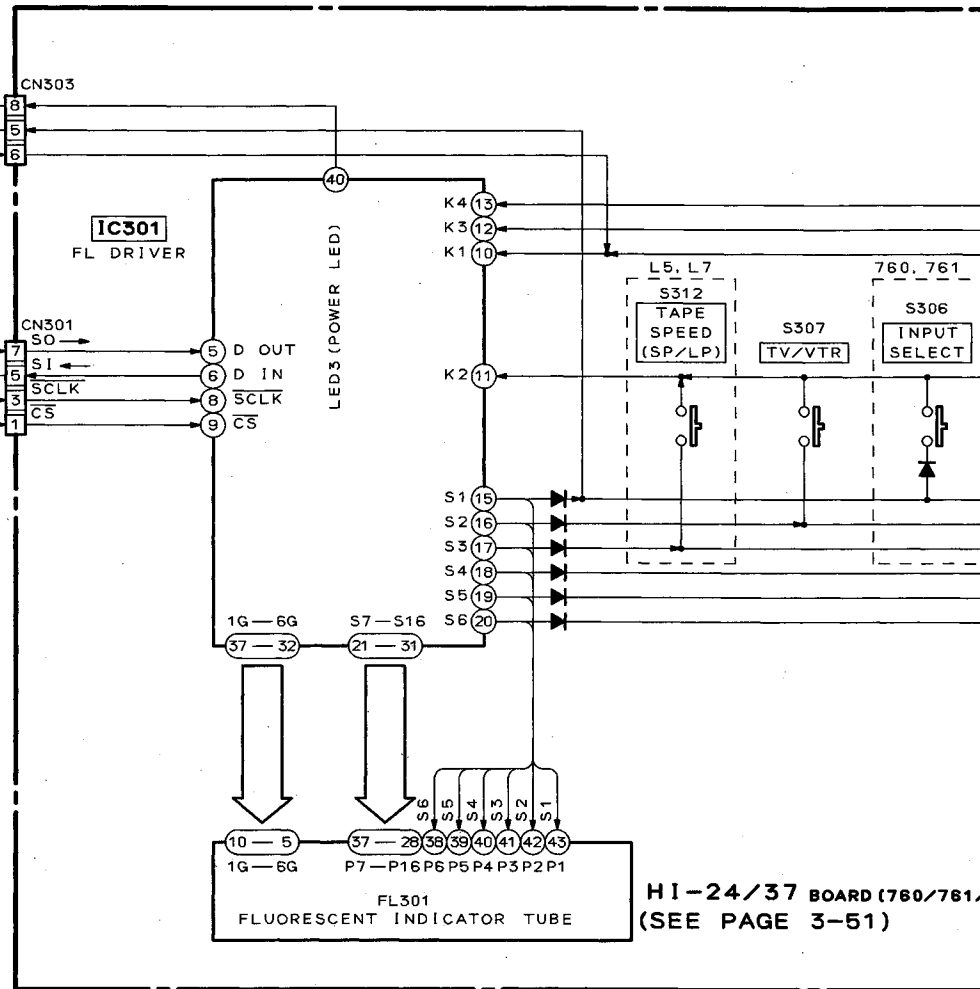 CN303
8
5
6
40
IC301
FL DRIVER
LED3 (POWER LED)
K4 13
K3 12
K1 10
L5, L7
S312
TAPE
SPEED
(SP/LP)
S307
TV/VTR
760, 761
S306
INPUT
SELECT
CN301
7 SO
5 SI
3 SCLK
1 CS
5 D OUT
6 D IN
8 SCLK
9 CS
K2 11
S1 15
S2 16
S3 17
S4 18
S5 19
S6 20
1G — 6G
37 — 32
S7 — S16
21 — 31
S6 S5 S4 S3 S2 S1
10 — 5 37 — 28 38 39 40 41 42 43
1G — 6G P7 — P16 P6 P5 P4 P3 P2 P1
FL301
FLUORESCENT INDICATOR TUBE
HI-24/37 BOARD (760/761/
(SEE PAGE 3-51)